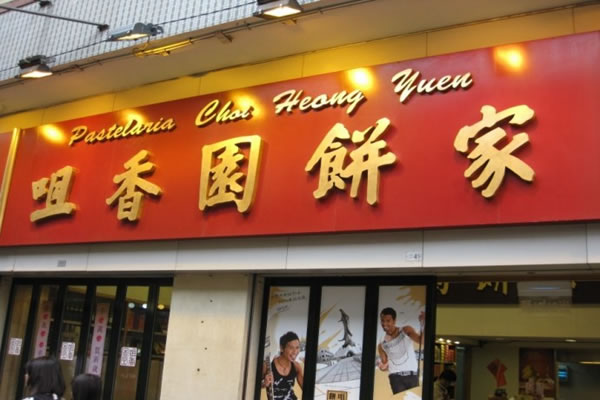 Pastelaria Choi Heong Yuen
咀香園餅家